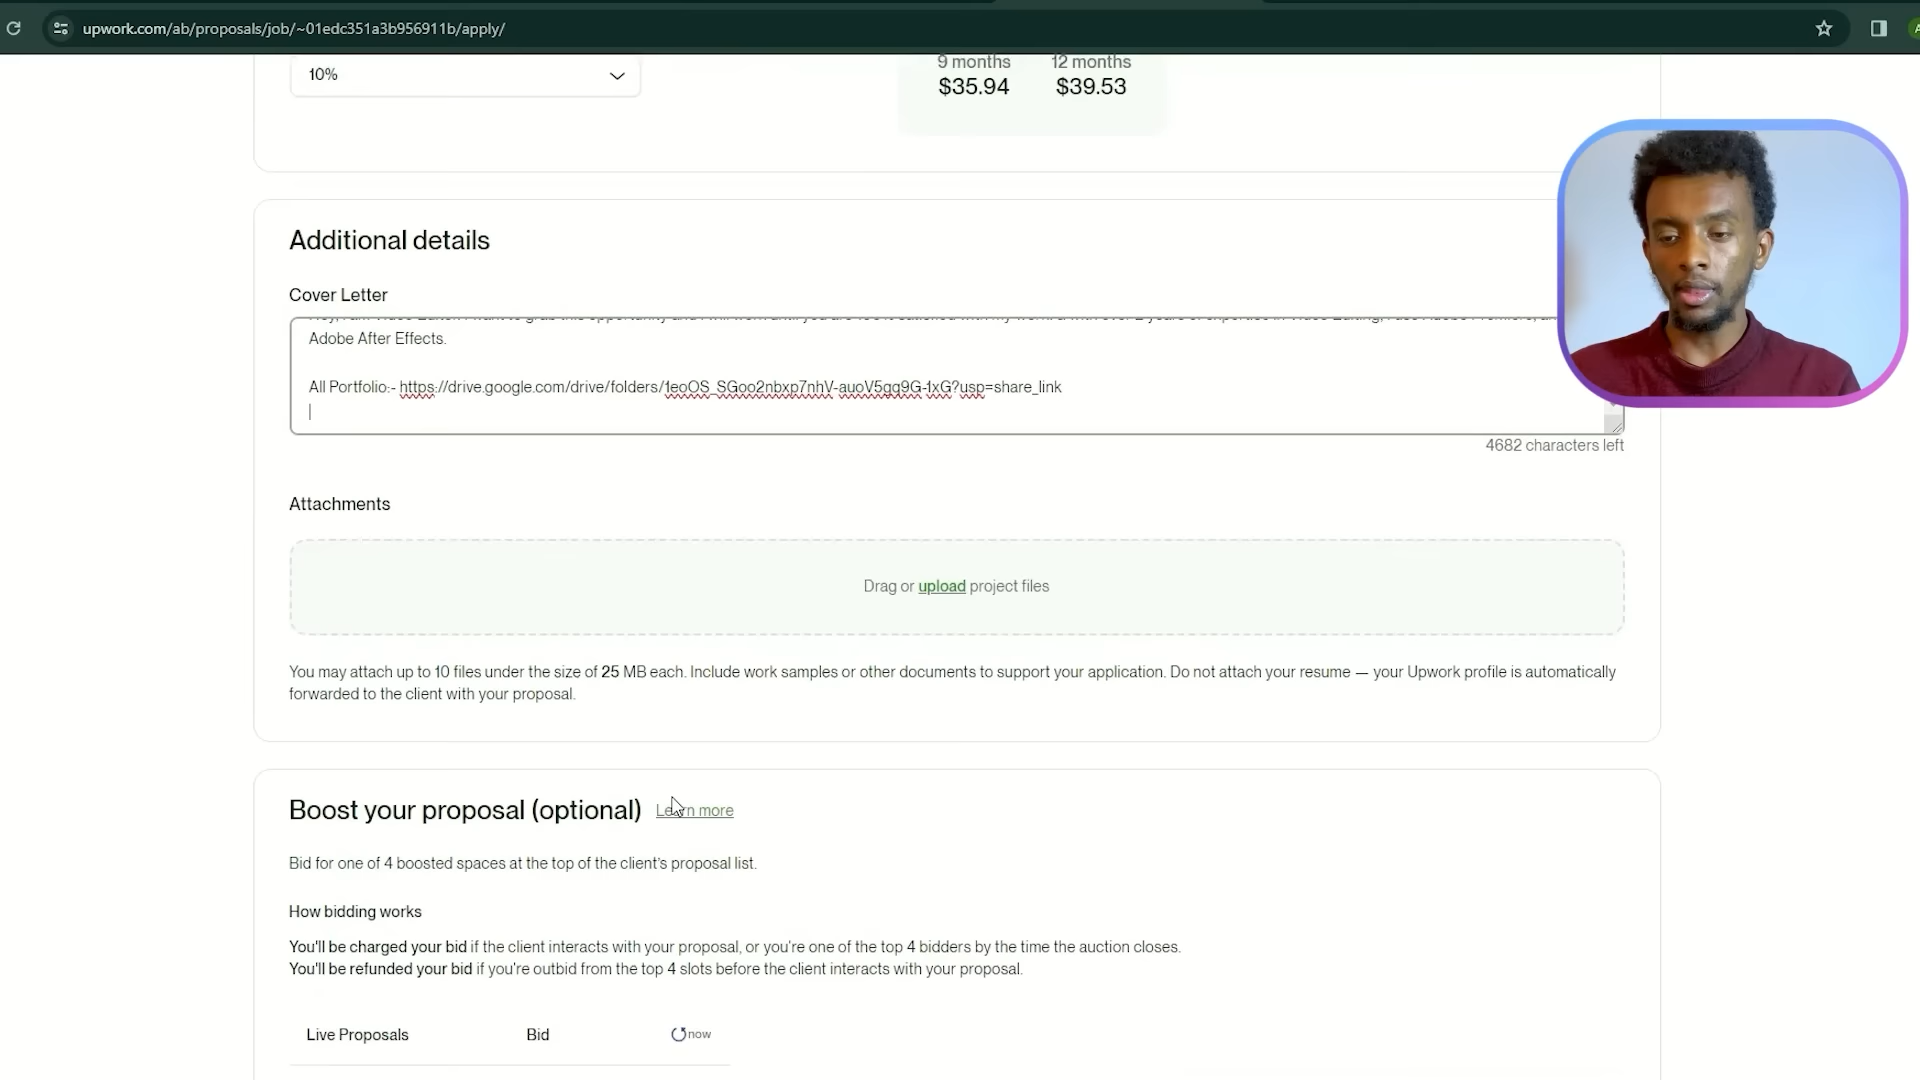 upwork.com/ab/proposals/job/~01edc351a3b956911b/apply/
9 months 12 months
10%
$35.94 $39.53
Additional details
Cover Letter
Adobe After Effects.
All Portfolio:- https://drive.google.com/drive/folders/1eoOS_SGoo2nbxp7nhV-auoV5gg9G-fxG?usp=share_link
4682 characters left
Attachments
Drag or upload project files
You may attach up to 10 files under the size of 25 MB each. Include work samples or other documents to support your application. Do not attach your resume — your Upwork profile is automatically
forwarded to the client with your proposal.
Boost your proposal (optional) Learn more
Bid for one of 4 boosted spaces at the top of the client's proposal list.
How bidding works
You'll be charged your bid if the client interacts with your proposal, or you're one of the top 4 bidders by the time the auction closes.
You'll be refunded your bid if you're outbid from the top 4 slots before the client interacts with your proposal.
Live Proposals Bid now